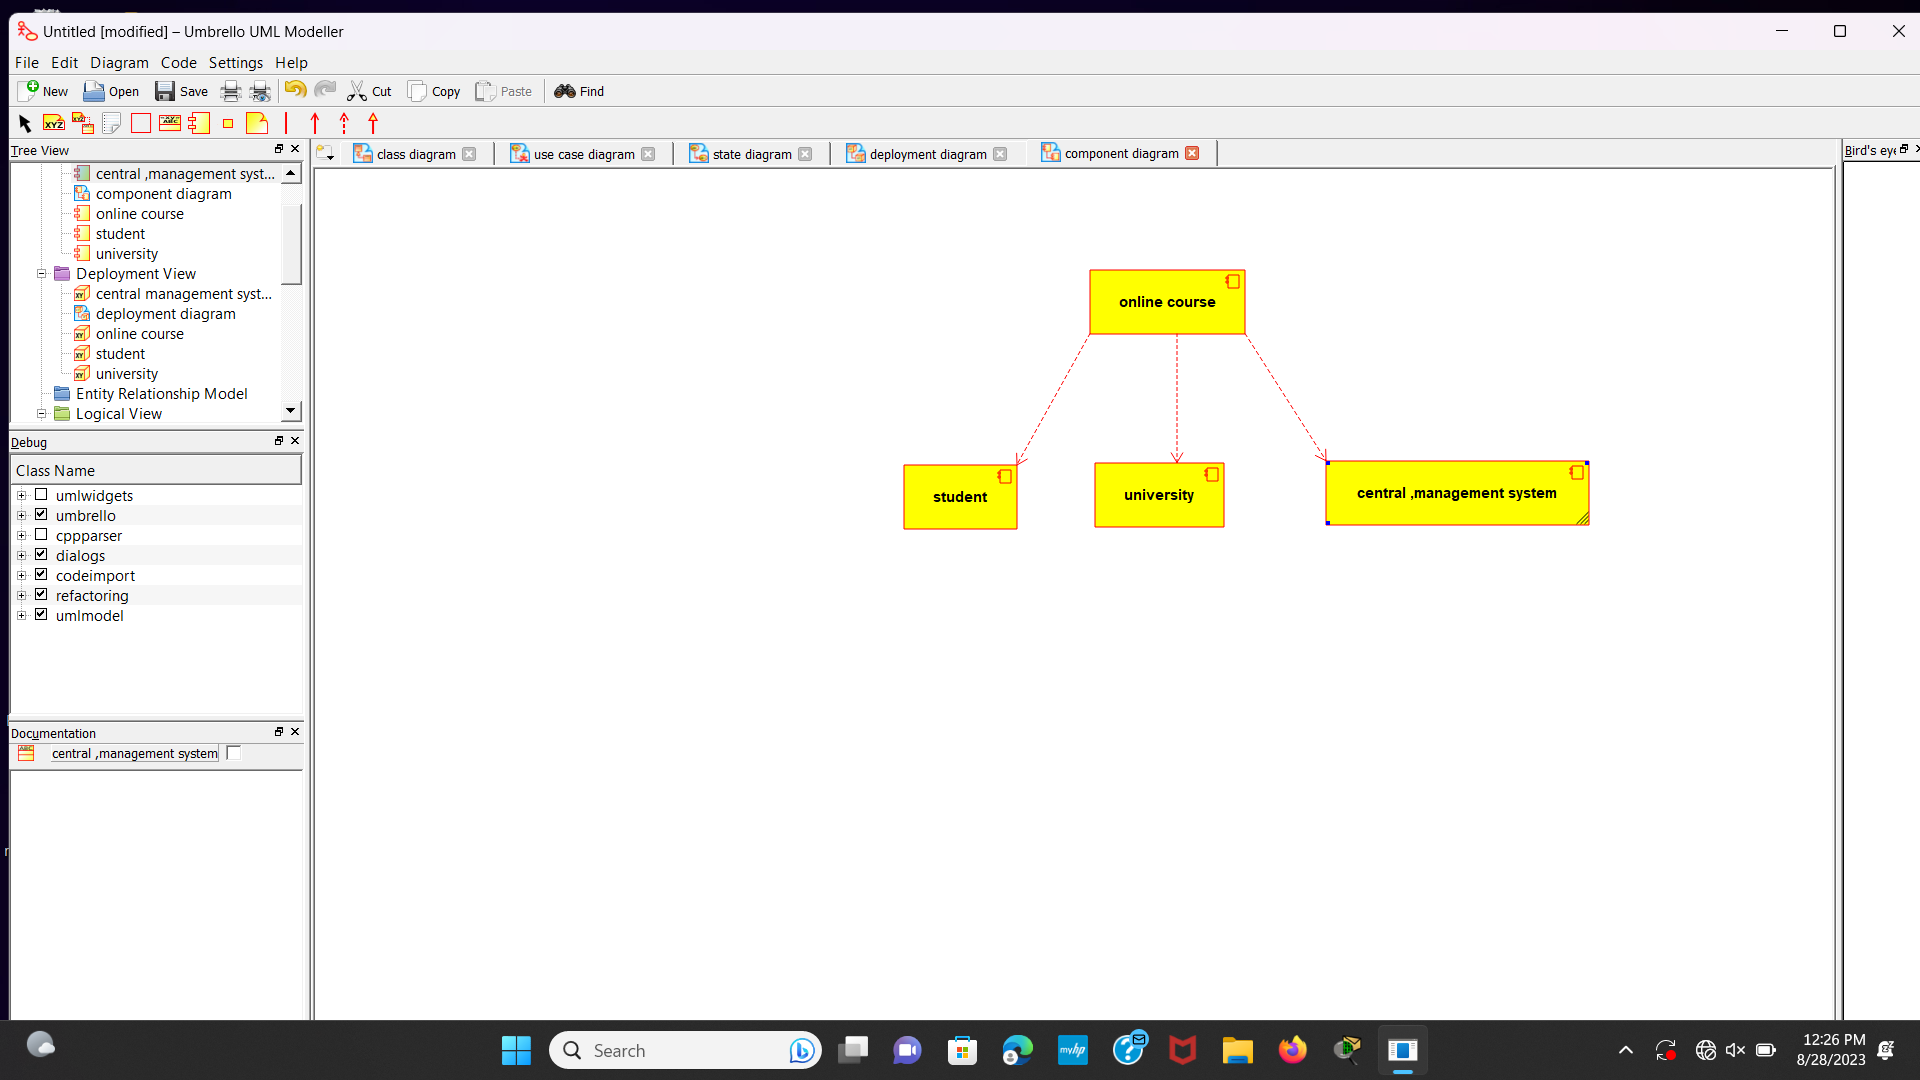 Untitled [modified] – Umbrello UML Modeller
File Edit Diagram Code Settings Help
New Open Save Cut Copy Paste Find
Tree View
central ,management syst...
component diagram
online course
student
university
Deployment View
central management syst...
deployment diagram
online course
student
university
Entity Relationship Model
Logical View
Debug
Class Name
umlwidgets
umbrello
cppparser
dialogs
codeimport
refactoring
umlmodel
Documentation
central ,management system
class diagram use case diagram state diagram deployment diagram component diagram
Bird's eye
online course
student
university
central ,management system
Search
myhp
12:26 PM
8/28/2023